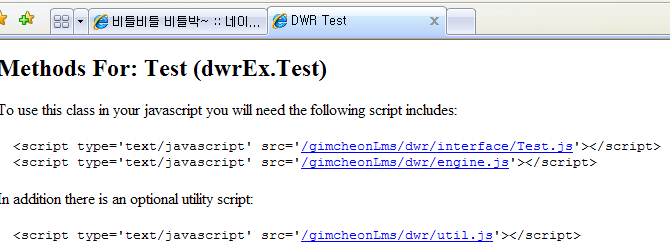 비틀비틀 비틀박~ :: 네이...
DWR Test
Methods For: Test (dwrEx.Test)
To use this class in your javascript you will need the following script includes:
<script type='text/javascript' src='/gimcheonLms/dwr/interface/Test.js'></script>
<script type='text/javascript' src='/gimcheonLms/dwr/engine.js'></script>
In addition there is an optional utility script:
<script type='text/javascript' src='/gimcheonLms/dwr/util.js'></script>